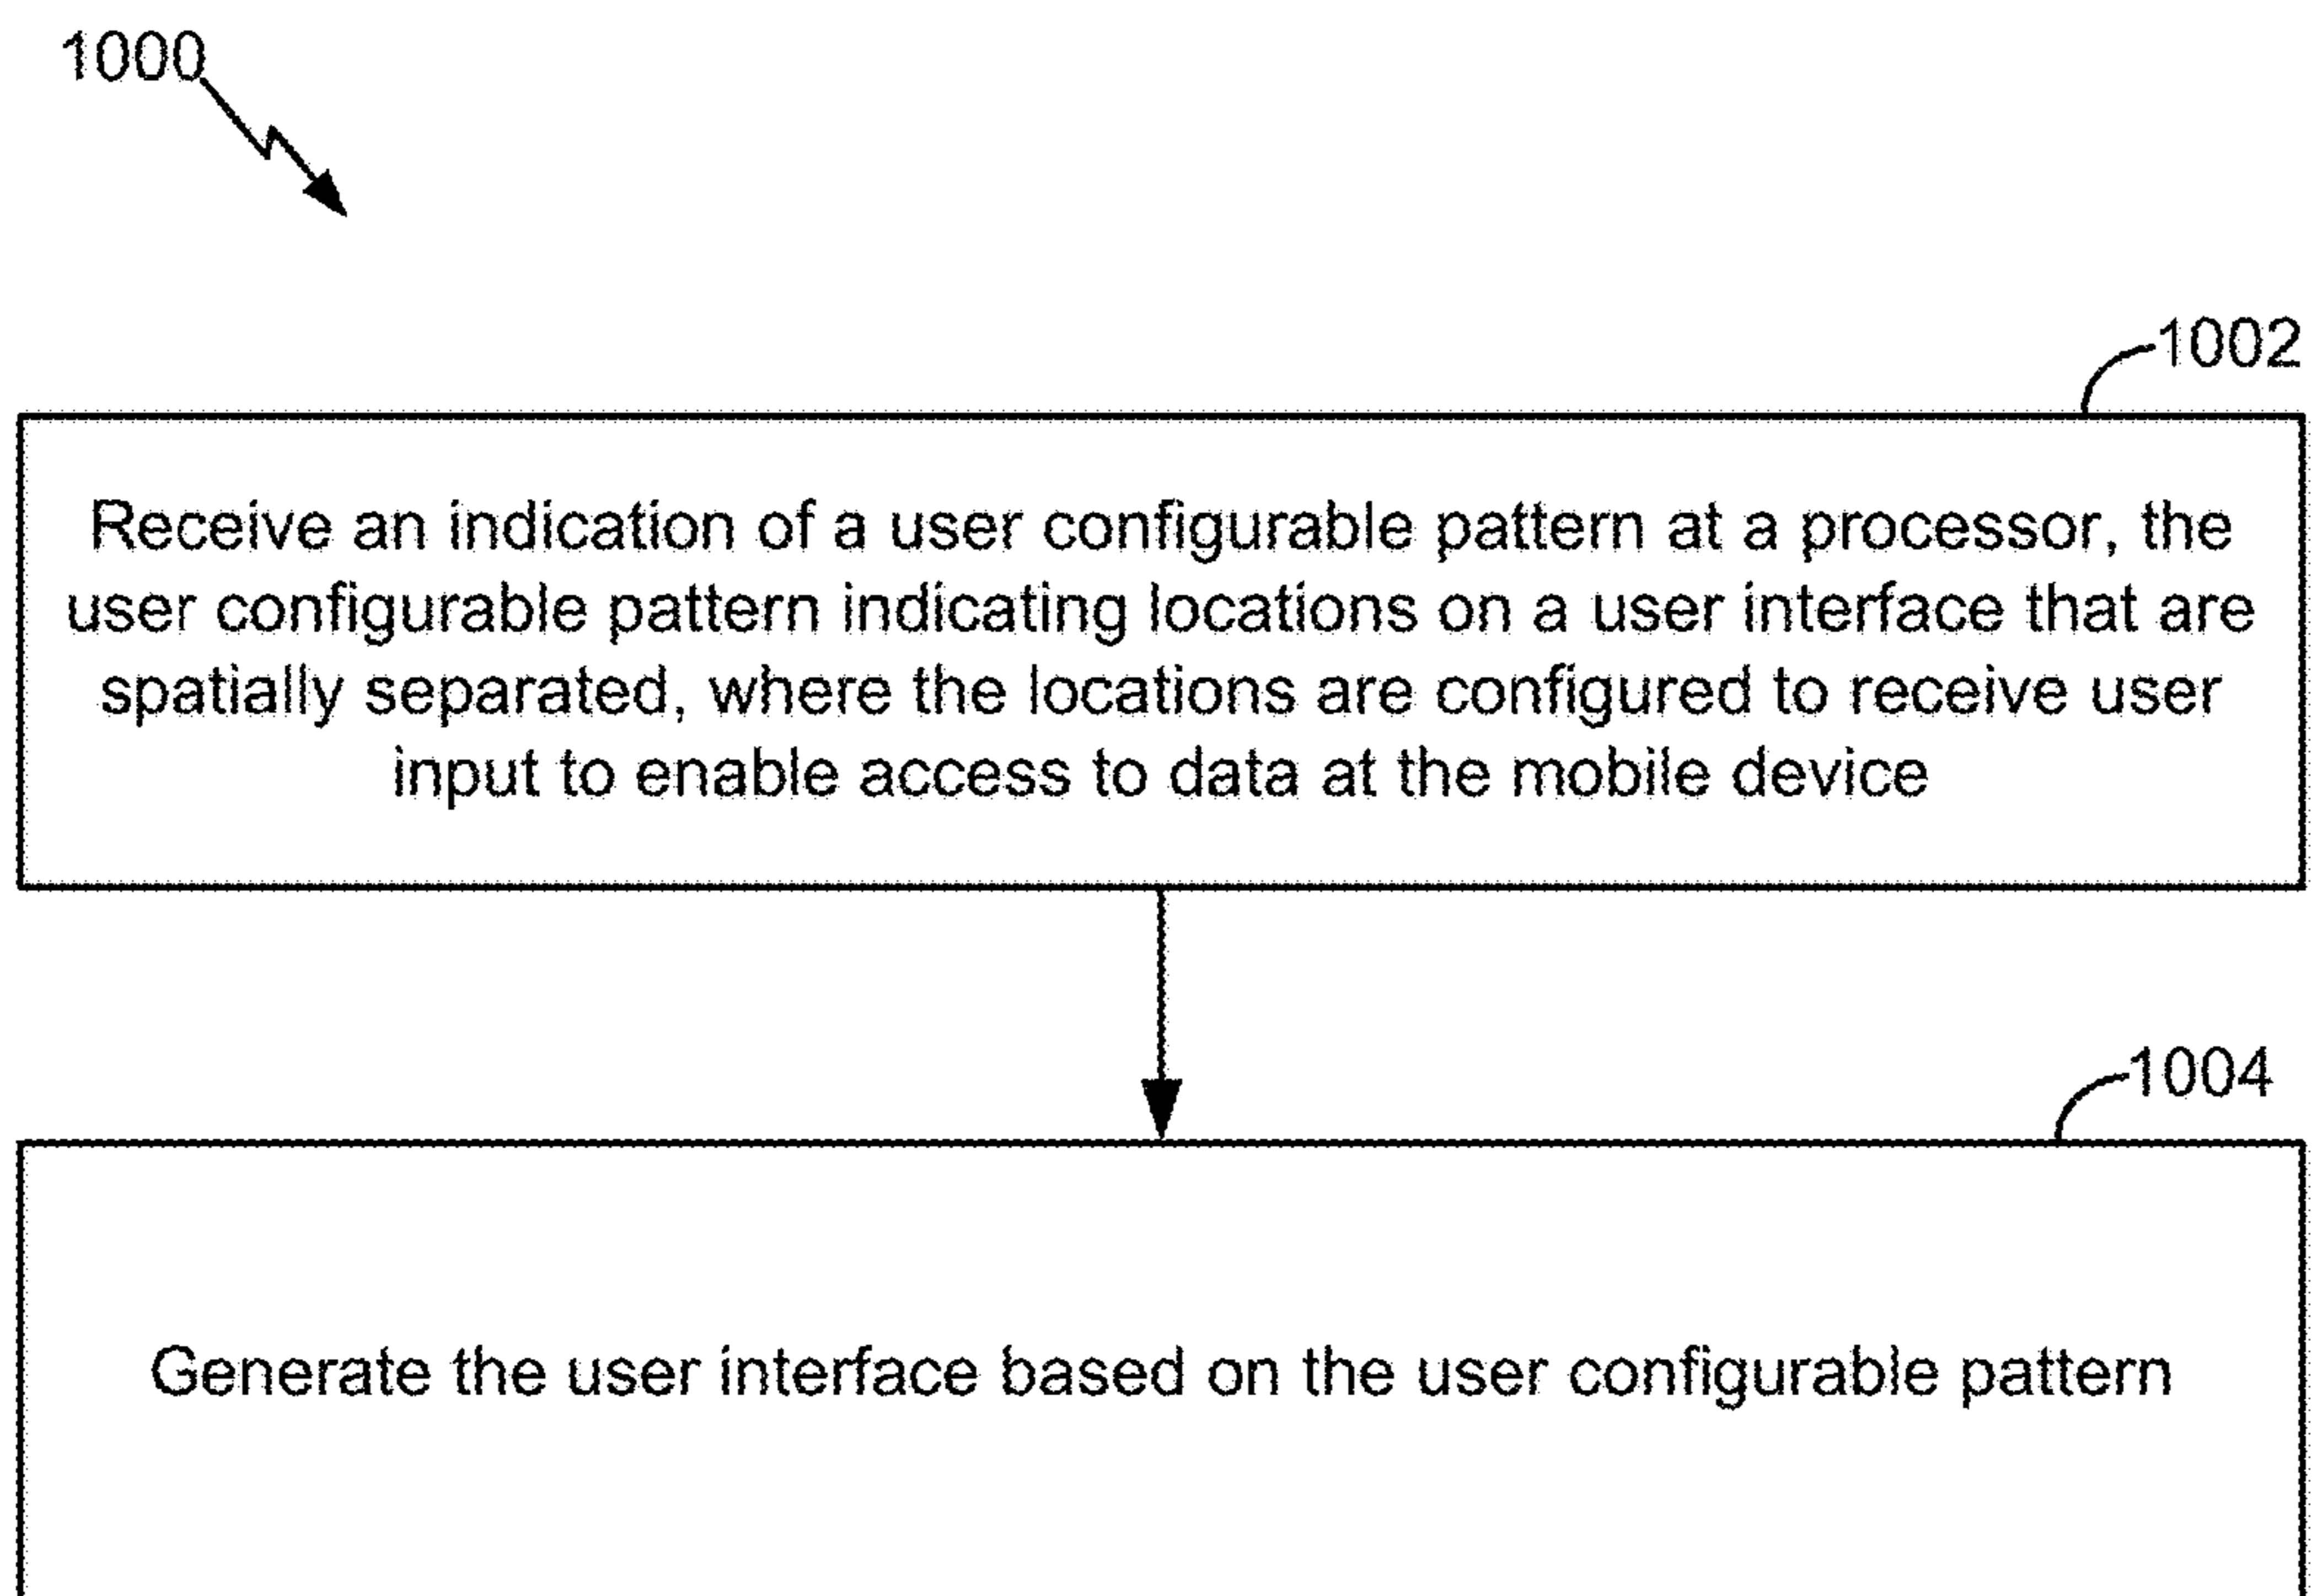 1000
1002
Receive an indication of a user configurable pattern at a processor, the
user configurable pattern indicating locations on a user interface that are
spatially separated, where the locations are configured to receive user
input to enable access to data at the mobile device
1004
Generate the user interface based on the user configurable pattern